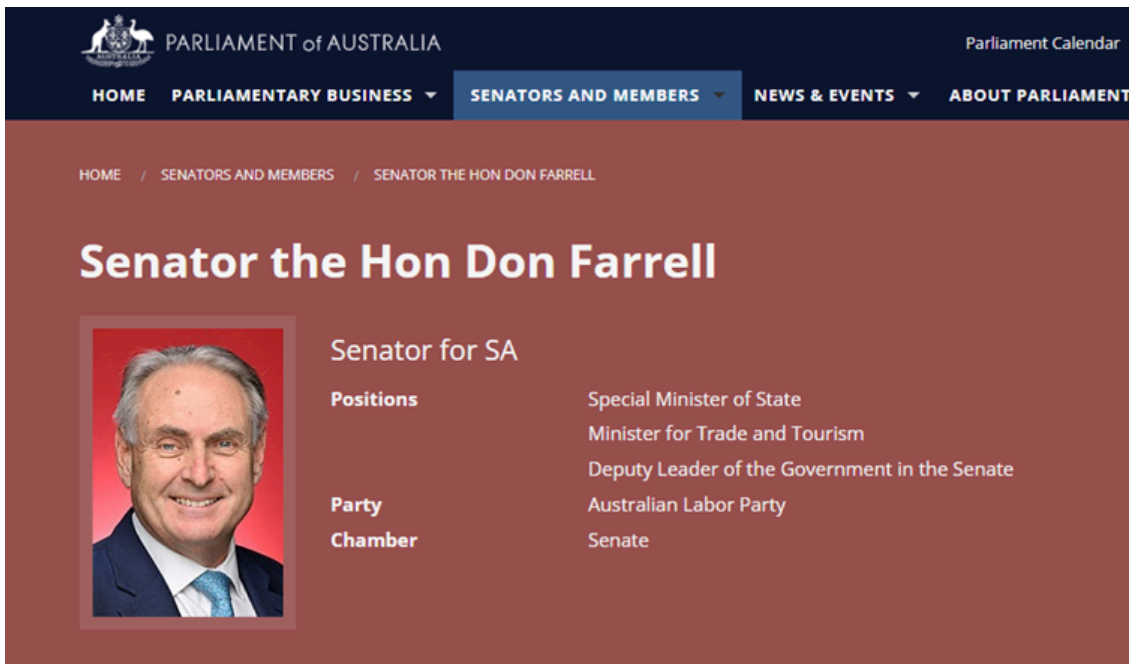 PARLIAMENT of AUSTRALIA
Parliament Calendar
HOME PARLIAMENTARY BUSINESS SENATORS AND MEMBERS NEWS & EVENTS ABOUT PARLIAMENT
HOME / SENATORS AND MEMBERS / SENATOR THE HON DON FARRELL
Senator the Hon Don Farrell
Senator for SA
Positions Special Minister of State
Minister for Trade and Tourism
Deputy Leader of the Government in the Senate
Party Australian Labor Party
Chamber Senate